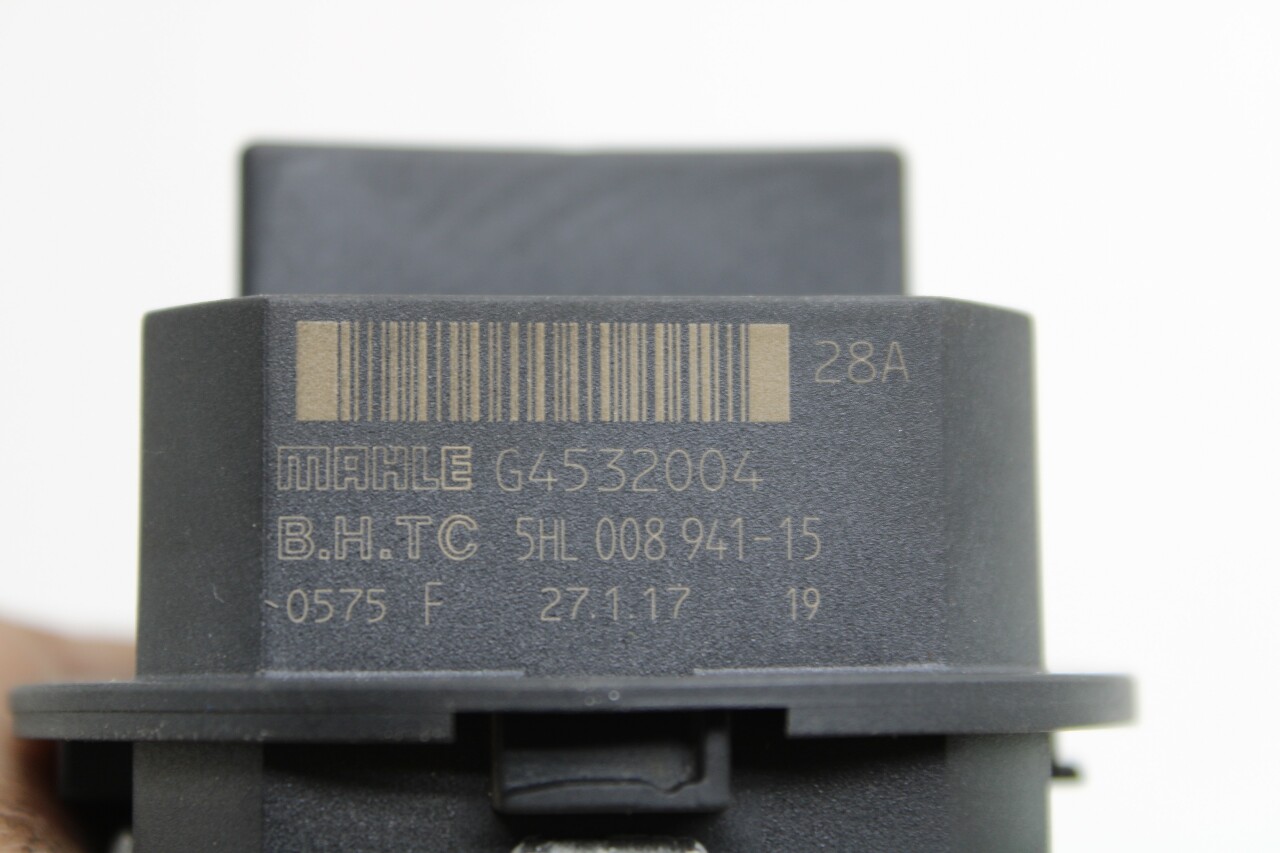 28A
MAHLE G4532004
B.H.TC 5HL 008 941-15
0575 F 27.1.17 19